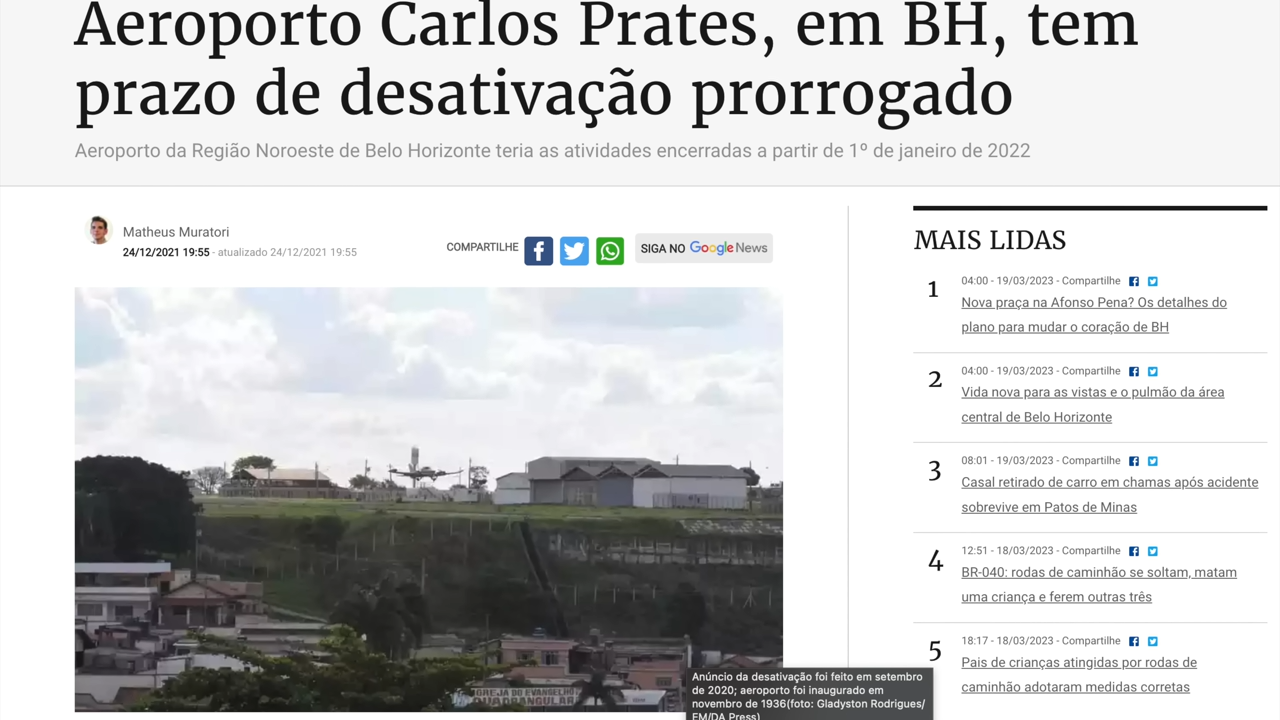 Aeroporto Carlos Prates, em BH, tem
prazo de desativação prorrogado
Aeroporto da Região Noroeste de Belo Horizonte teria as atividades encerradas a partir de 1º de janeiro de 2022
Matheus Muratori
24/12/2021 19:55 - atualizado 24/12/2021 19:55
COMPARTILHE
SIGA NO Google News
IGREJA DO EVANGELHO
QUADRANGULAR
Anúncio da desativação foi feito em setembro
de 2020; aeroporto foi inaugurado em
novembro de 1936(foto: Gladyston Rodrigues/
EM/DA Press)
MAIS LIDAS
1
04:00 - 19/03/2023 - Compartilhe
Nova praça na Afonso Pena? Os detalhes do
plano para mudar o coração de BH
2
04:00 - 19/03/2023 - Compartilhe
Vida nova para as vistas e o pulmão da área
central de Belo Horizonte
3
08:01 - 19/03/2023 - Compartilhe
Casal retirado de carro em chamas após acidente
sobrevive em Patos de Minas
4
12:51 - 18/03/2023 - Compartilhe
BR-040: rodas de caminhão se soltam, matam
uma criança e ferem outras três
5
18:17 - 18/03/2023 - Compartilhe
Pais de crianças atingidas por rodas de
caminhão adotaram medidas corretas